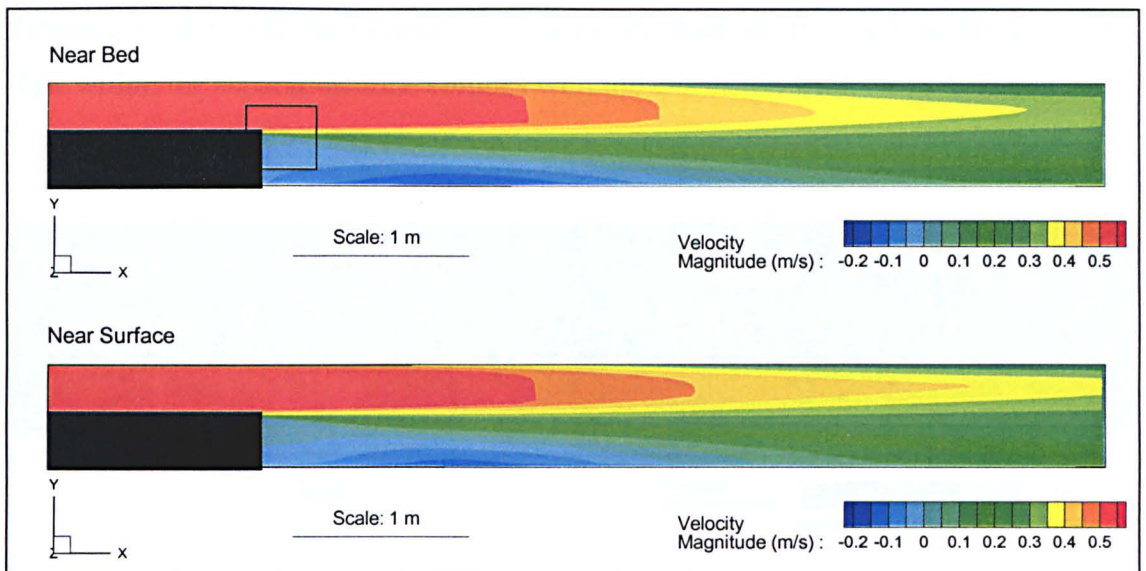 Near Bed
Y
Z X
Scale: 1 m
Velocity
Magnitude (m/s) : -0.2 -0.1 0 0.1 0.2 0.3 0.4 0.5
Near Surface
Y
Z X
Scale: 1 m
Velocity
Magnitude (m/s) : -0.2 -0.1 0 0.1 0.2 0.3 0.4 0.5